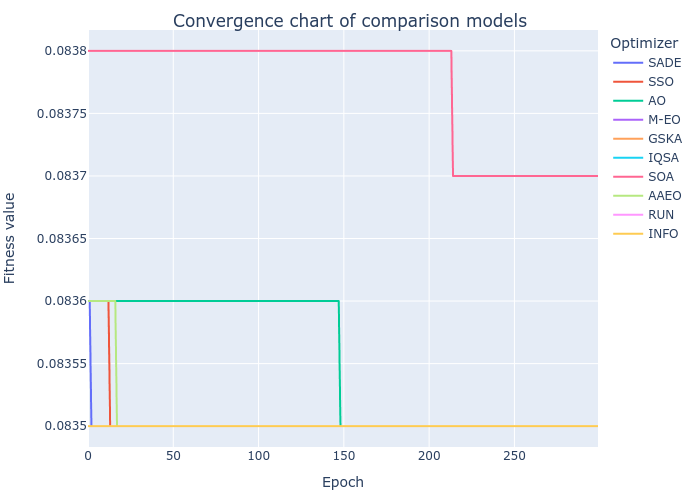 Convergence chart of comparison models
Optimizer
SADE
SSO
AO
M-EO
GSKA
IQSA
SOA
AAEO
RUN
INFO
Fitness value
0.0838
0.08375
0.0837
0.08365
0.0836
0.08355
0.0835
0 50 100 150 200 250
Epoch